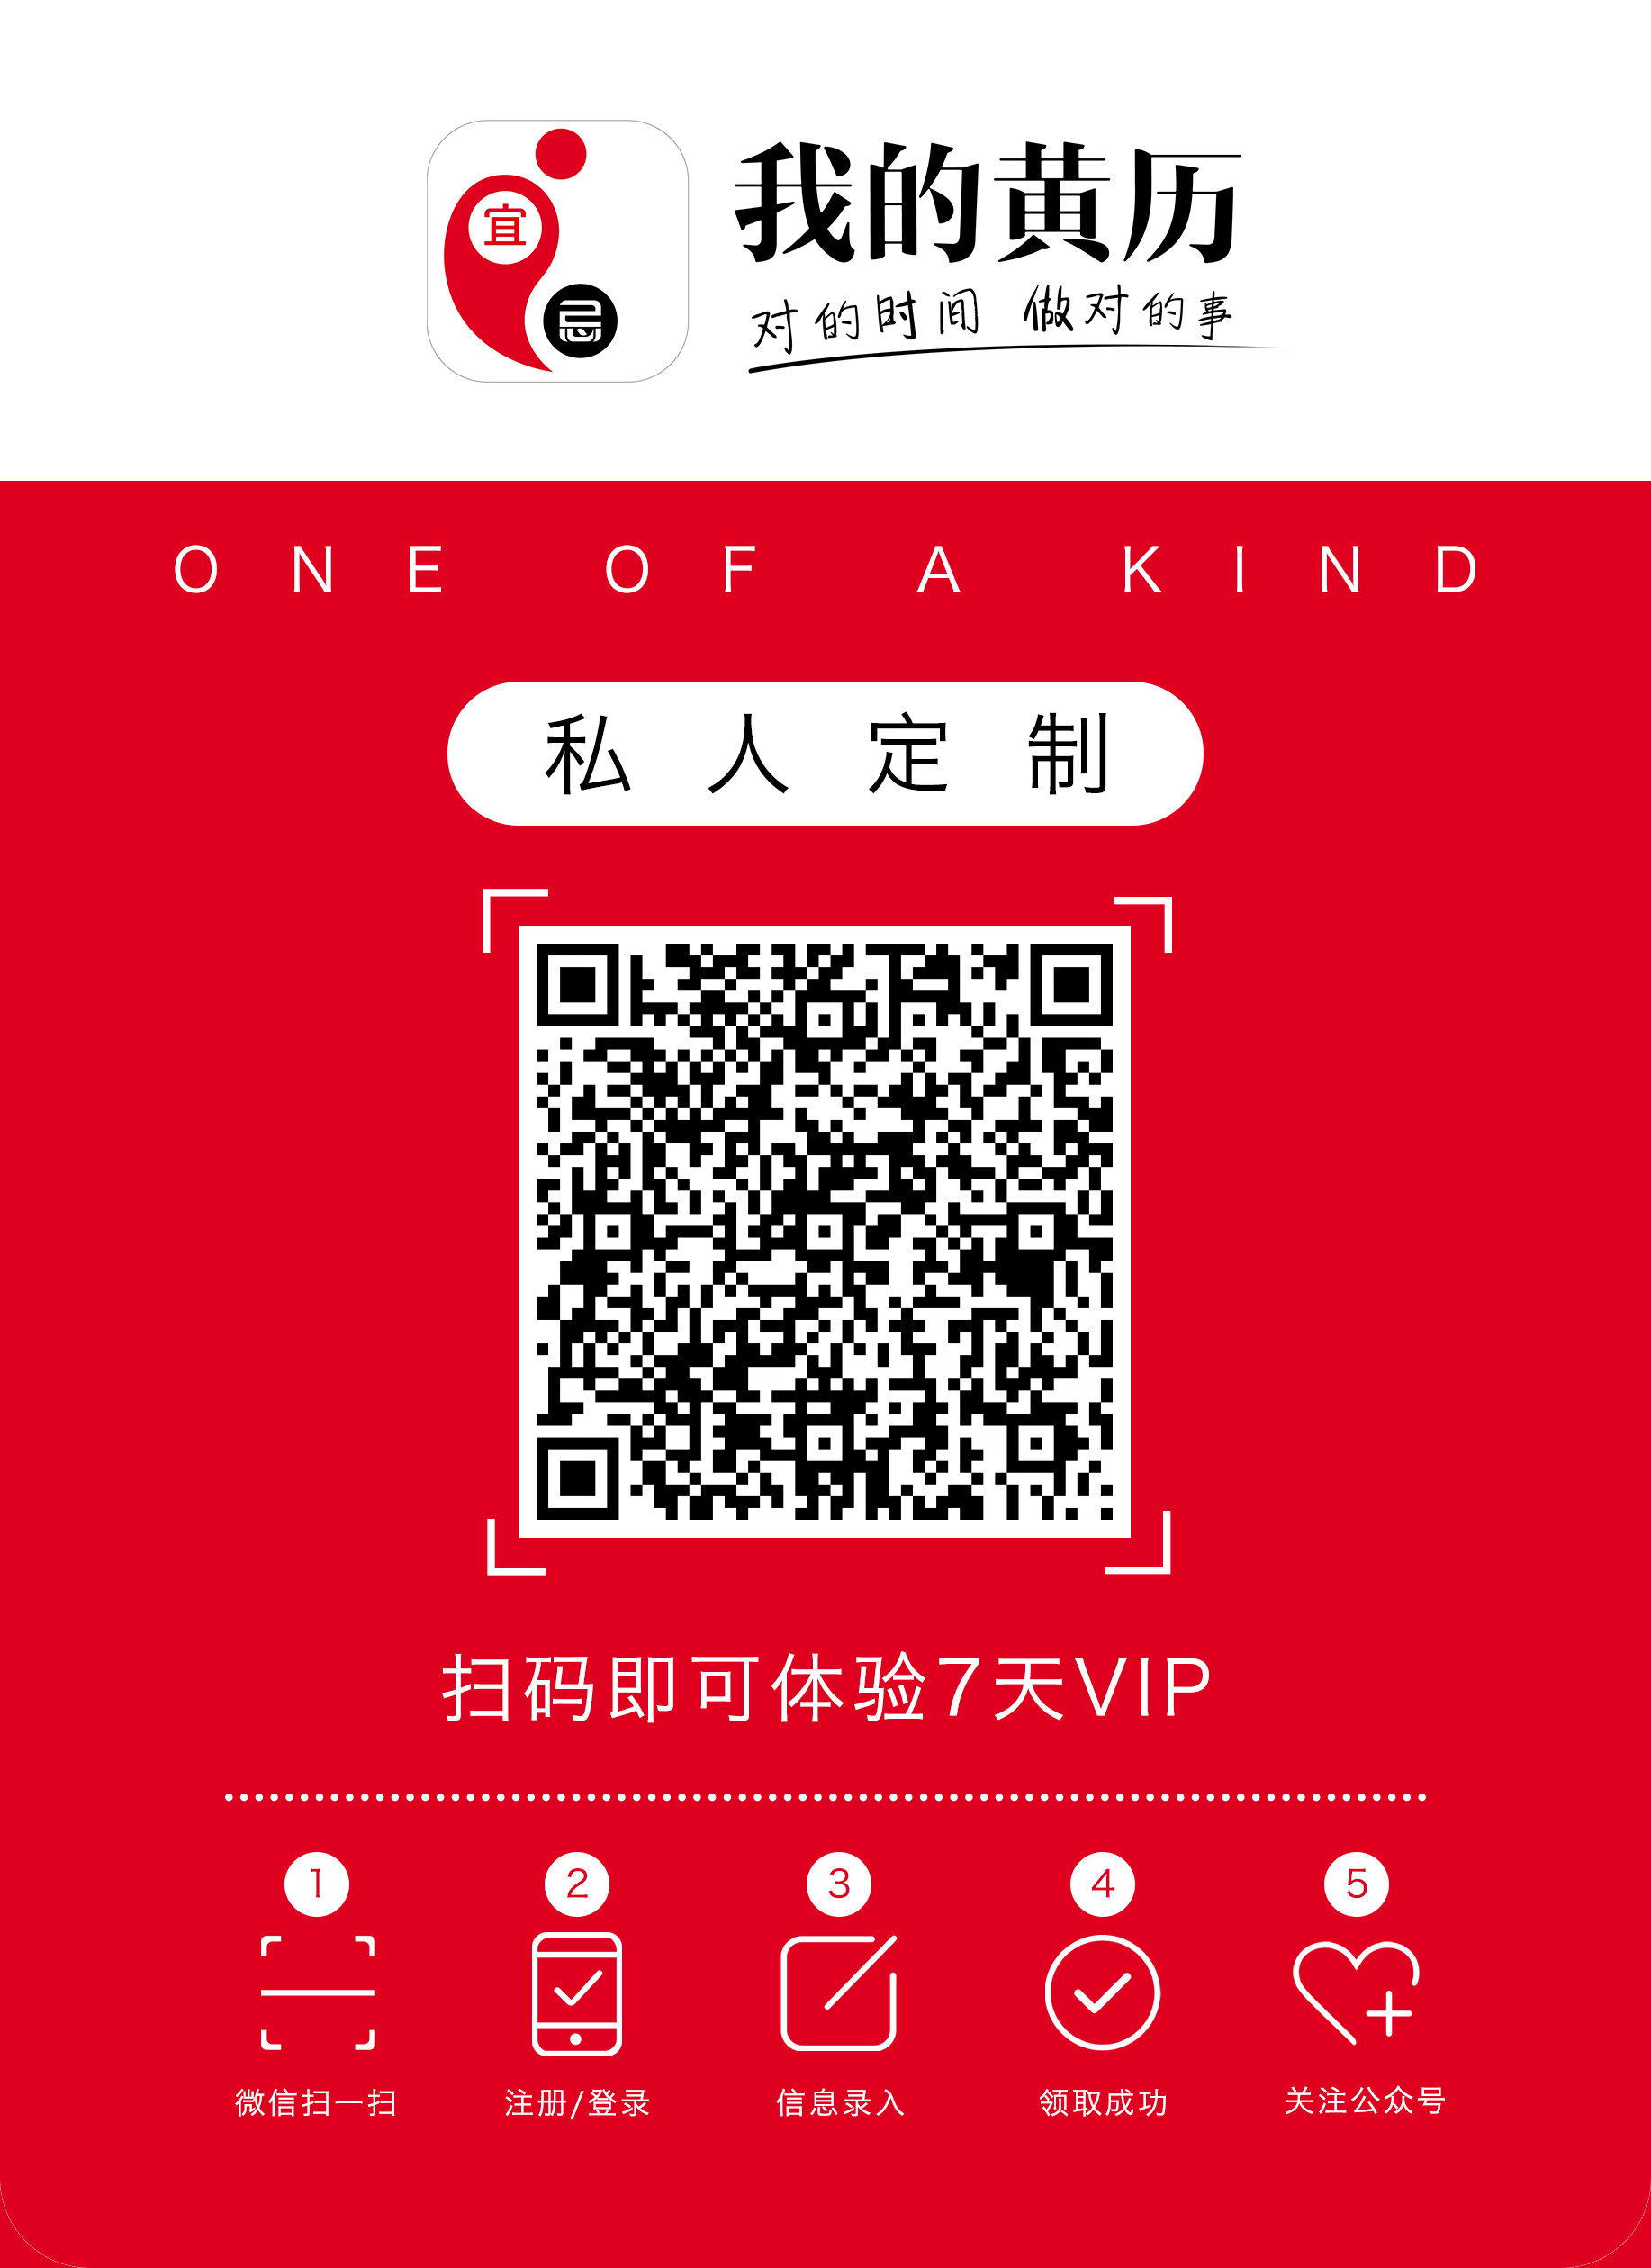 宜
忌
我的黄历
对的时间 做对的事
ONE OF A KIND
私人定制
扫码即可体验7天VIP
1 2 3 4 5
微信扫一扫 注册/登录 信息录入 领取成功 关注公众号